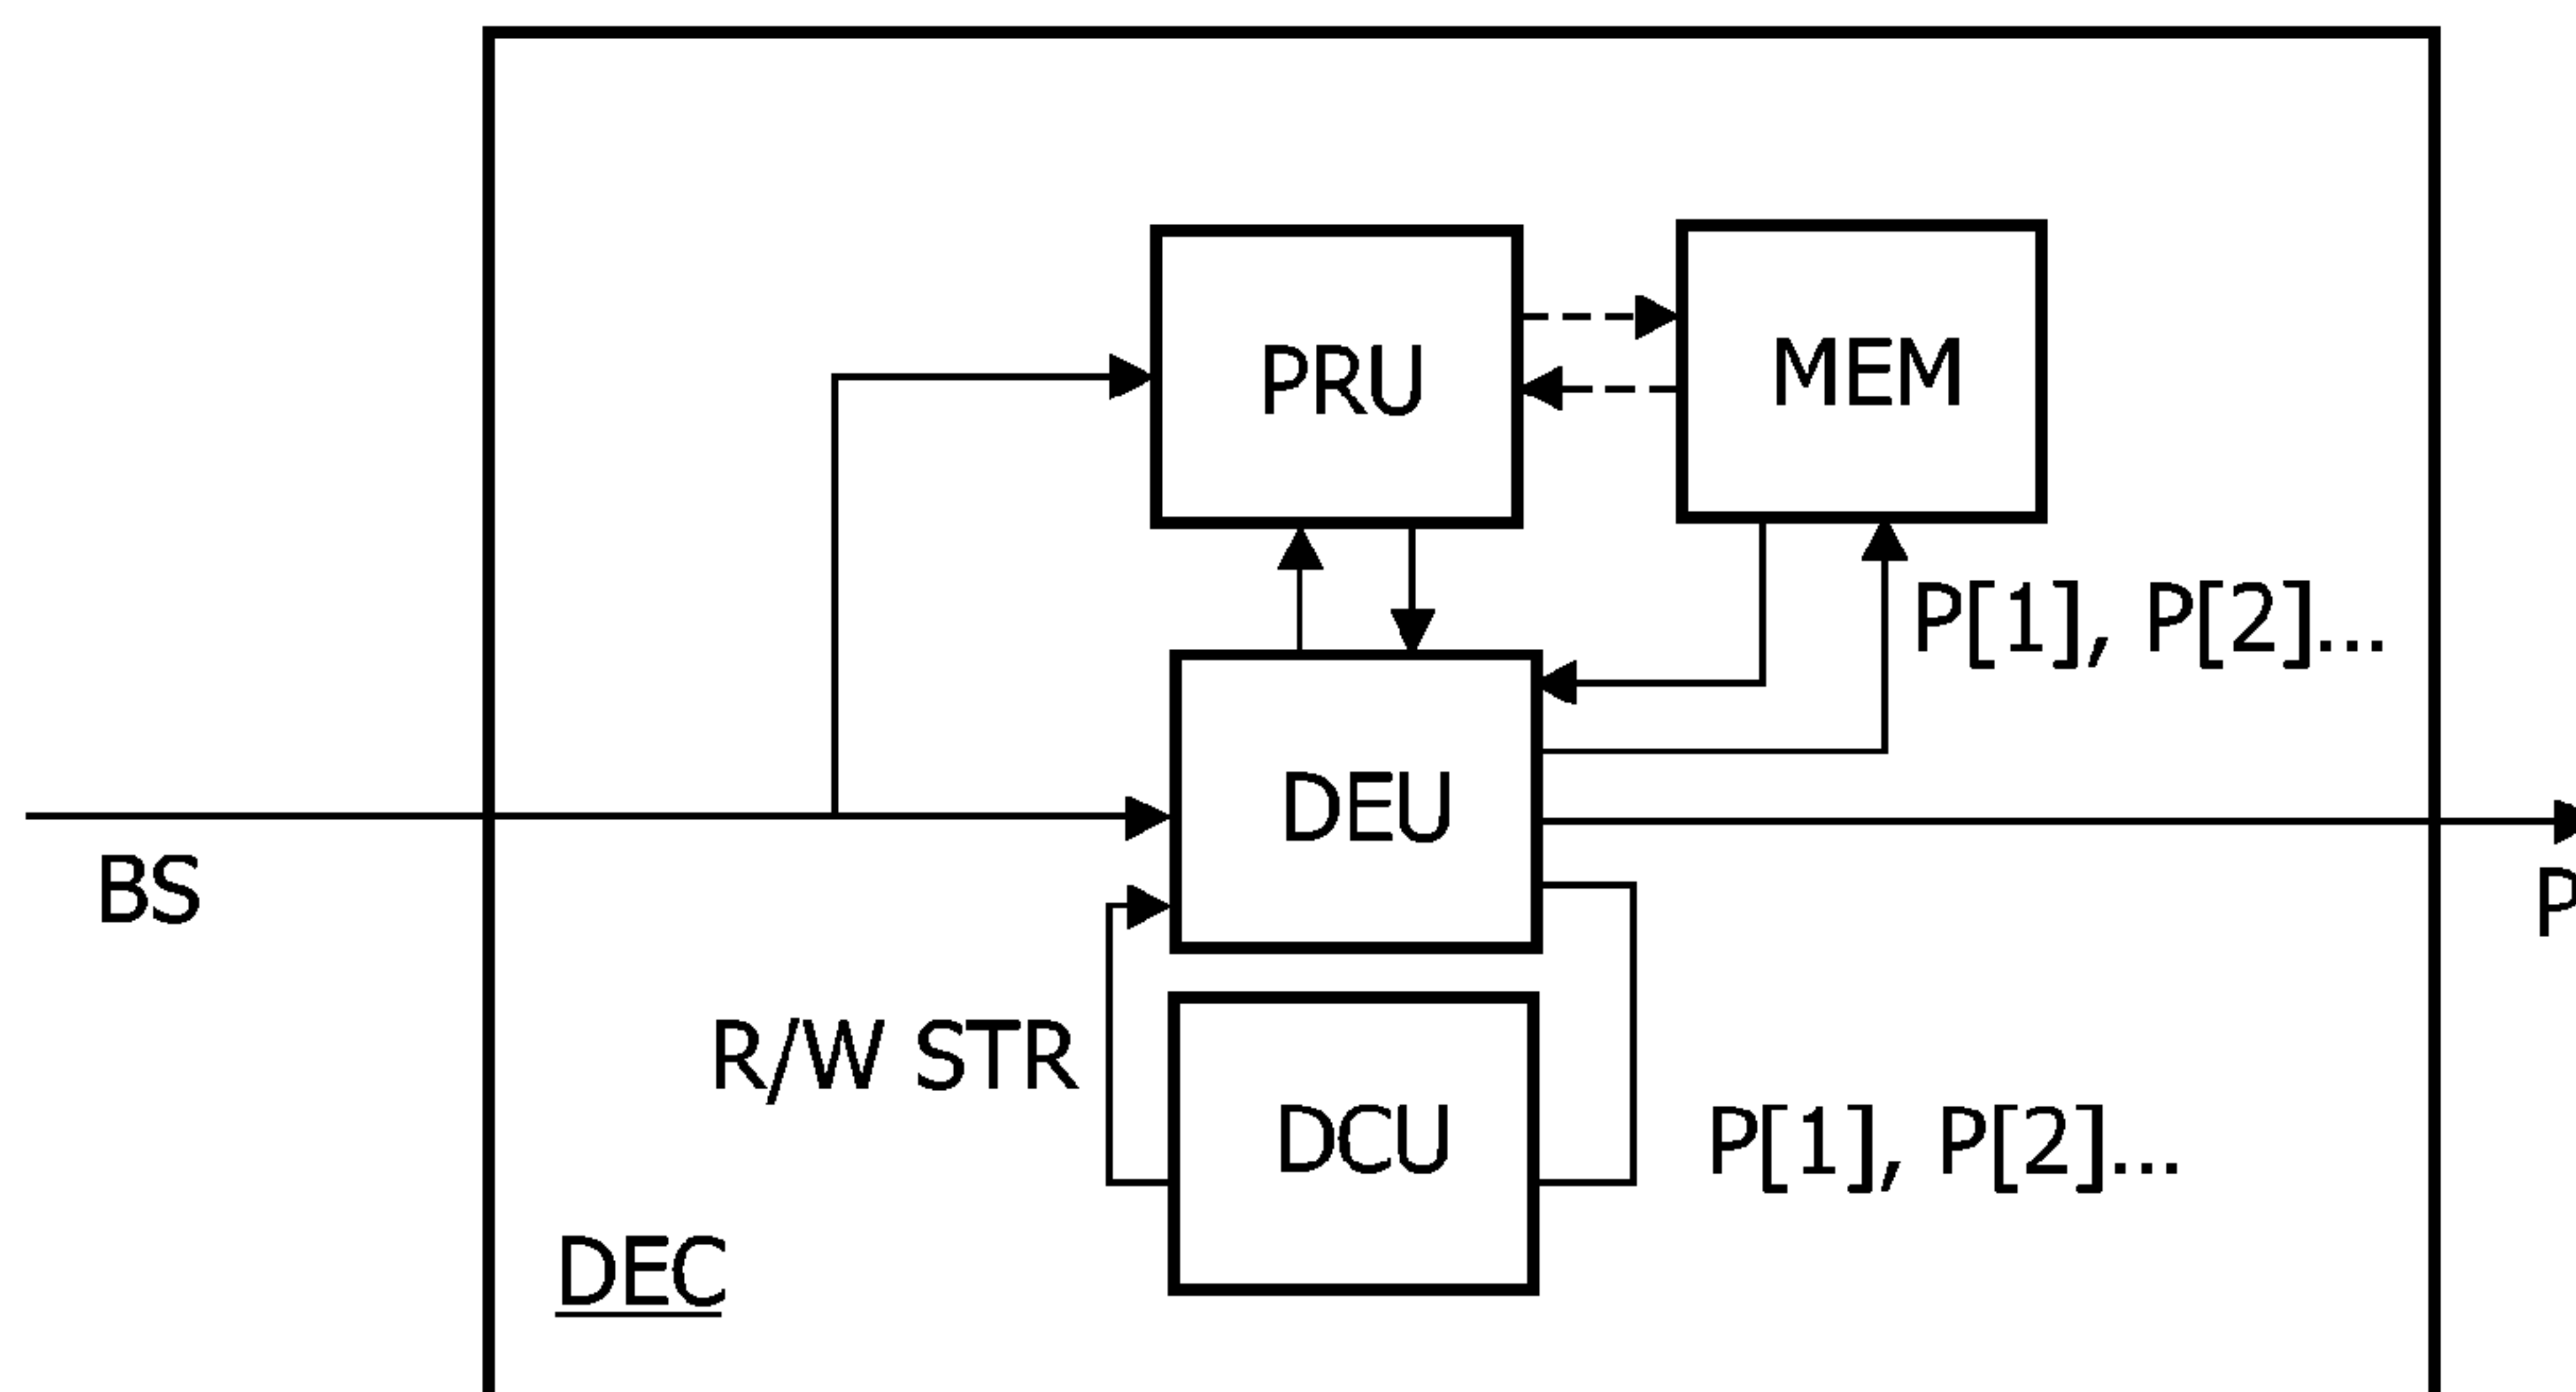 PRU
MEM
P[1], P[2]...
DEU
BS
P
R/W STR
DCU
P[1], P[2]...
DEC